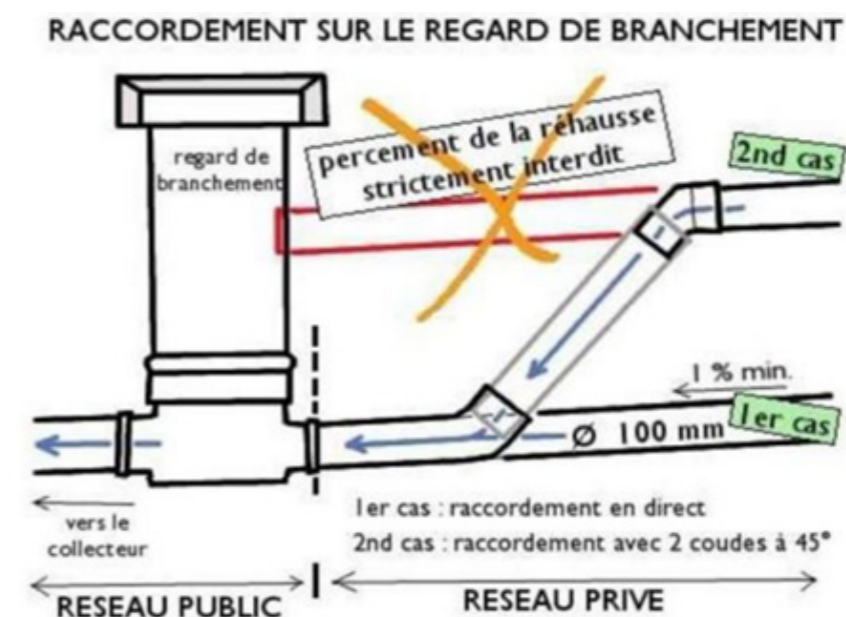 RACCORDEMENT SUR LE REGARD DE BRANCHEMENT
regard de
branchement
percement de la réhausse
strictement interdit
2nd cas
1 % min.
1er cas
Ø 100 mm
vers le
collecteur
1er cas : raccordement en direct
2nd cas : raccordement avec 2 coudes à 45°
RESEAU PUBLIC
RESEAU PRIVE